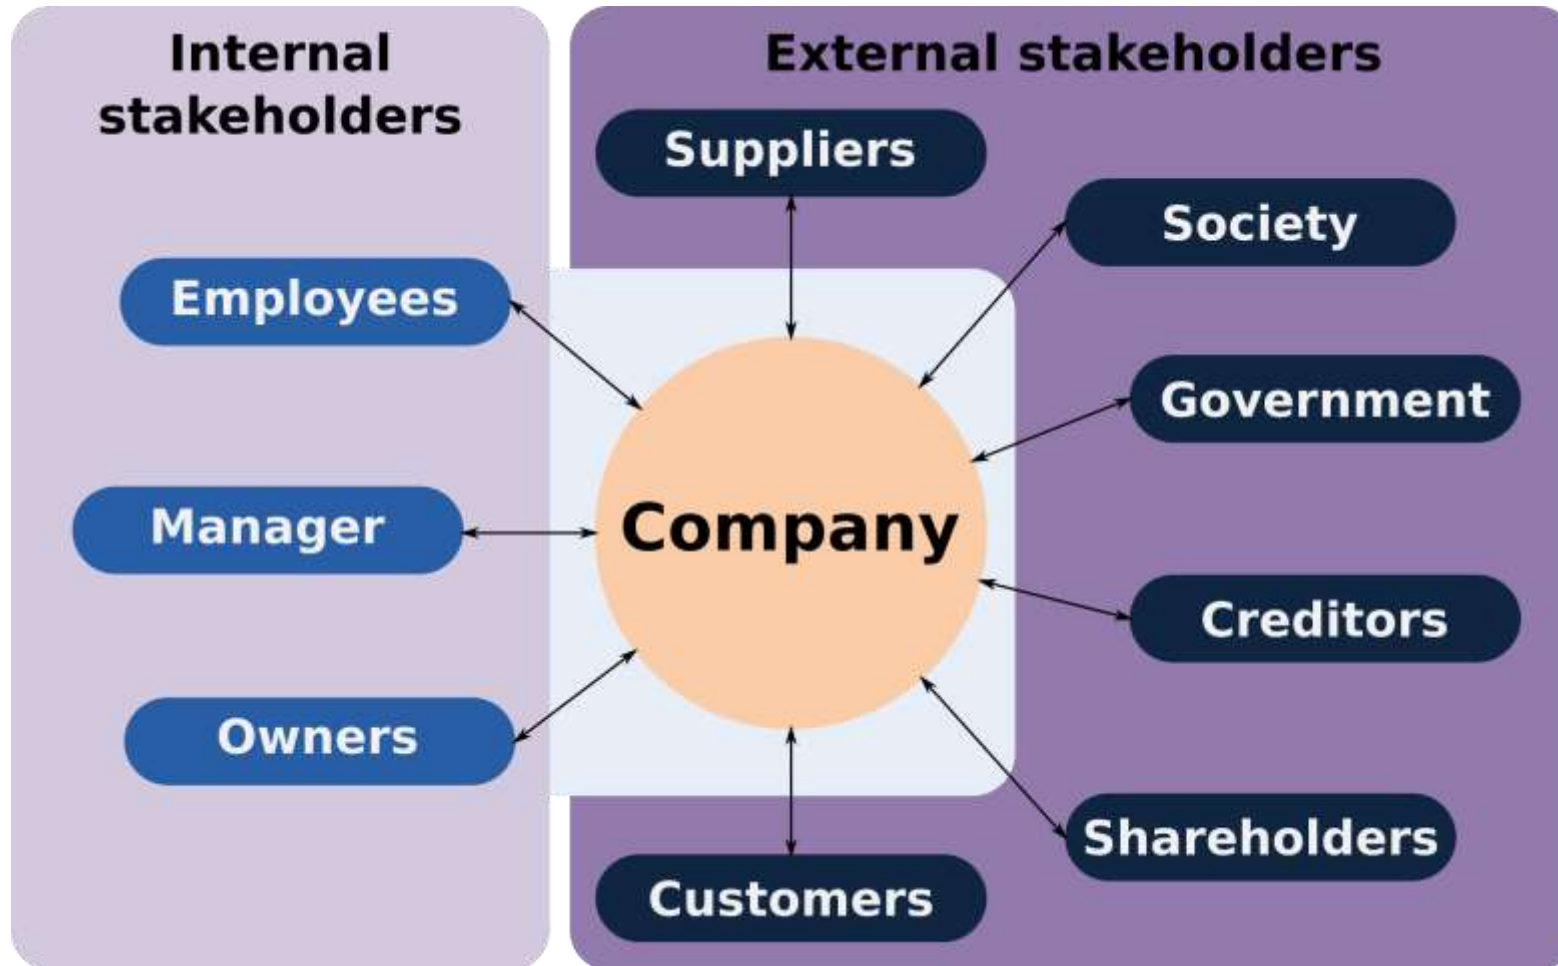 Internal
stakeholders
Employees
Manager
Owners
External stakeholders
Suppliers
Society
Government
Company
Creditors
Shareholders
Customers